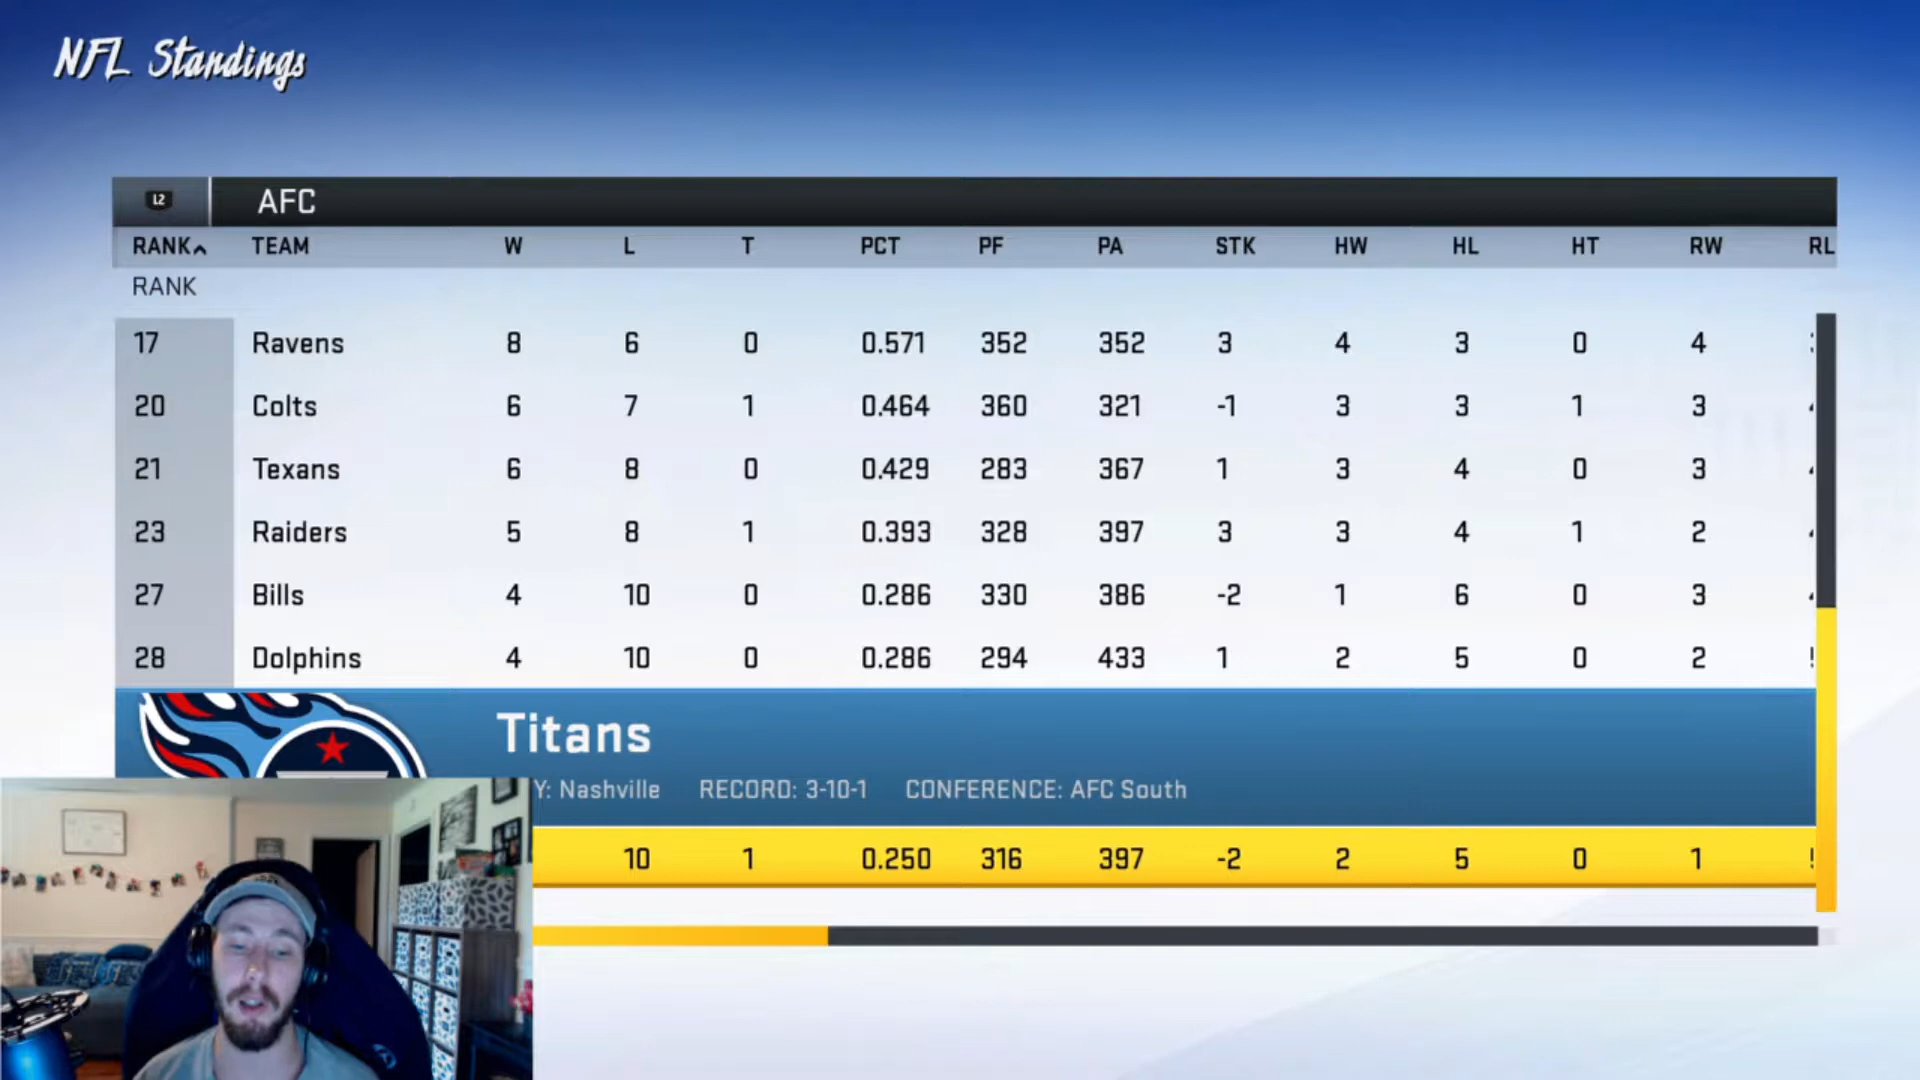 NFL Standings
L2 AFC
RANK TEAM W L T PCT PF PA STK HW HL HT RW RL
RANK
17 Ravens 8 6 0 0.571 352 352 3 4 3 0 4
20 Colts 6 7 1 0.464 360 321 -1 3 3 1 3
21 Texans 6 8 0 0.429 283 367 1 3 4 0 3
23 Raiders 5 8 1 0.393 328 397 3 3 4 1 2
27 Bills 4 10 0 0.286 330 386 -2 1 6 0 3
28 Dolphins 4 10 0 0.286 294 433 1 2 5 0 2
Titans
Y: Nashville RECORD: 3-10-1 CONFERENCE: AFC South
10 1 0.250 316 397 -2 2 5 0 1